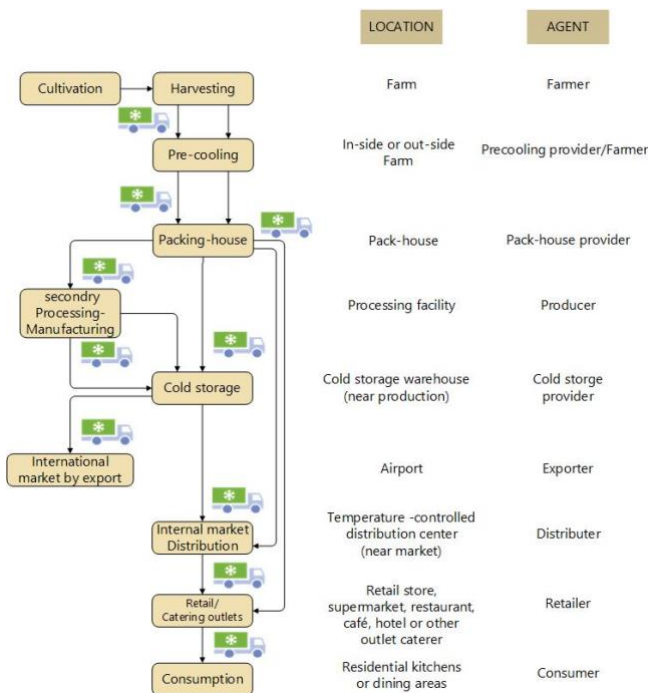 LOCATION
AGENT
Cultivation
Harvesting
Farm
Farmer
Pre-cooling
In-side or out-side
Farm
Precooling provider/Farmer
Packing-house
Pack-house
Pack-house provider
secondry
Processing-
Manufacturing
Processing facility
Producer
Cold storage
Cold storage warehouse
(near production)
Cold storge
provider
International
market by export
Airport
Exporter
Internal market
Distribution
Temperature -controlled
distribution center
(near market)
Distributer
Retail/
Catering outlets
Retail store,
supermarket, restaurant,
café, hotel or other
outlet caterer
Retailer
Consumption
Residential kitchens
or dining areas
Consumer